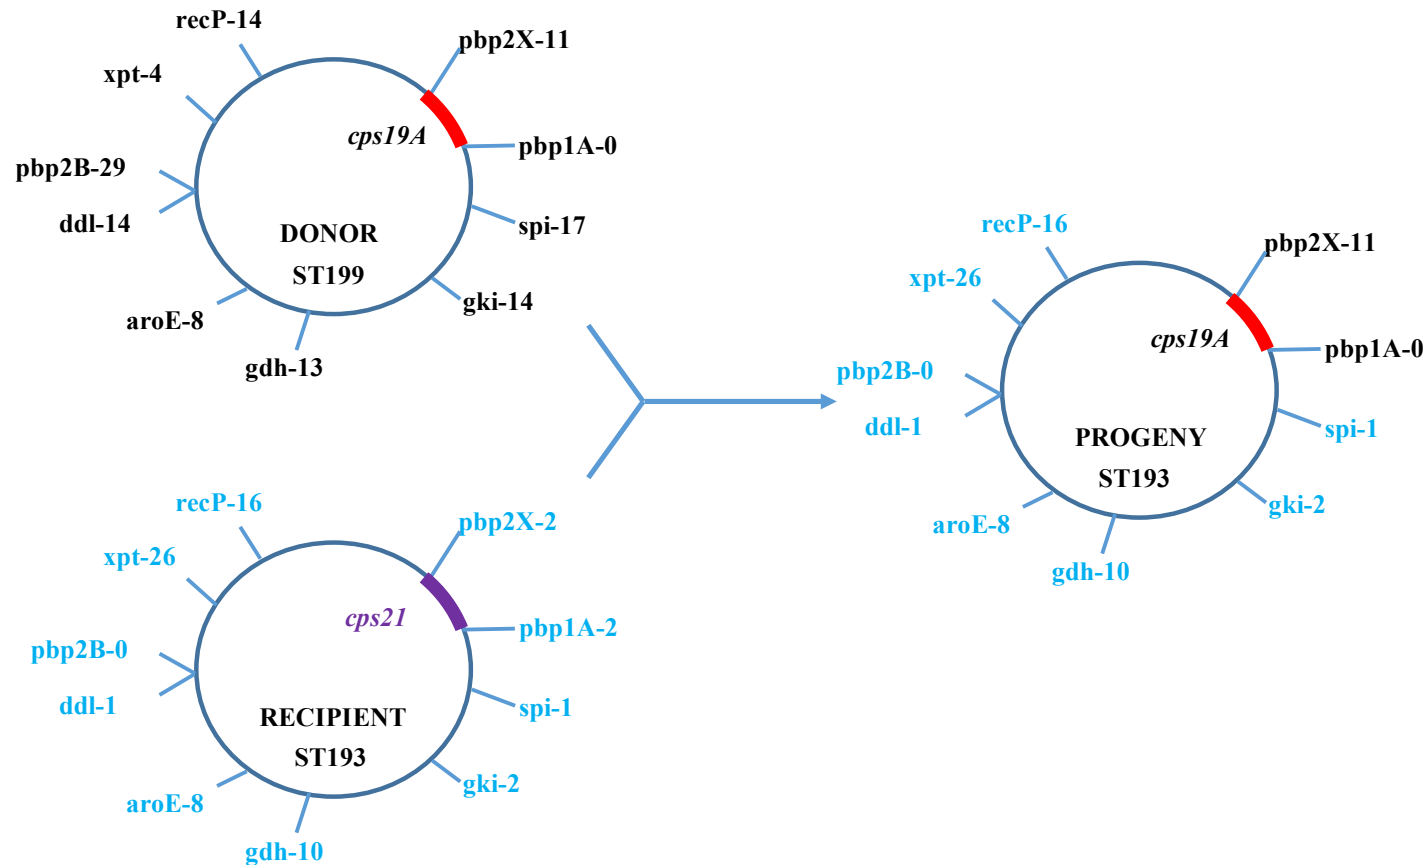 recP-14
pbp2X-11
xpt-4
cps19A
pbp1A-0
pbp2B-29
ddl-14
spi-17
DONOR
ST199
gki-14
aroE-8
gdh-13
recP-16
pbp2X-2
xpt-26
cps21
pbp1A-2
pbp2B-0
ddl-1
spi-1
RECIPIENT
ST193
gki-2
aroE-8
gdh-10
recP-16
pbp2X-11
xpt-26
cps19A
pbp1A-0
pbp2B-0
ddl-1
spi-1
PROGENY
ST193
gki-2
aroE-8
gdh-10